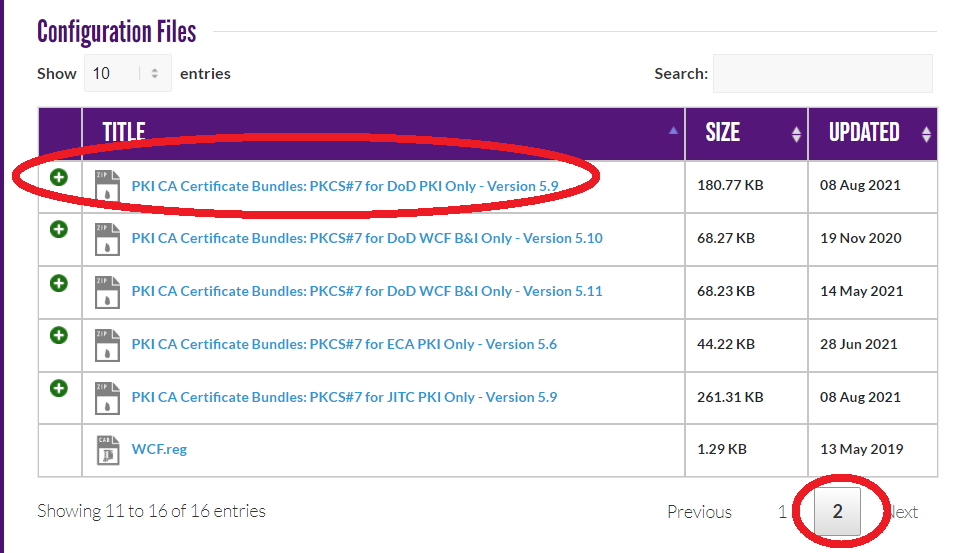 Configuration Files
Show 10 entries Search:
TITLE SIZE UPDATED
ZIP PKI CA Certificate Bundles: PKCS#7 for DoD PKI Only - Version 5.9 180.77 KB 08 Aug 2021
ZIP PKI CA Certificate Bundles: PKCS#7 for DoD WCF B&I Only - Version 5.10 68.27 KB 19 Nov 2020
ZIP PKI CA Certificate Bundles: PKCS#7 for DoD WCF B&I Only - Version 5.11 68.23 KB 14 May 2021
ZIP PKI CA Certificate Bundles: PKCS#7 for ECA PKI Only - Version 5.6 44.22 KB 28 Jun 2021
ZIP PKI CA Certificate Bundles: PKCS#7 for JITC PKI Only - Version 5.9 261.31 KB 08 Aug 2021
CAB WCF.reg 1.29 KB 13 May 2019
Showing 11 to 16 of 16 entries Previous 1 2 Next